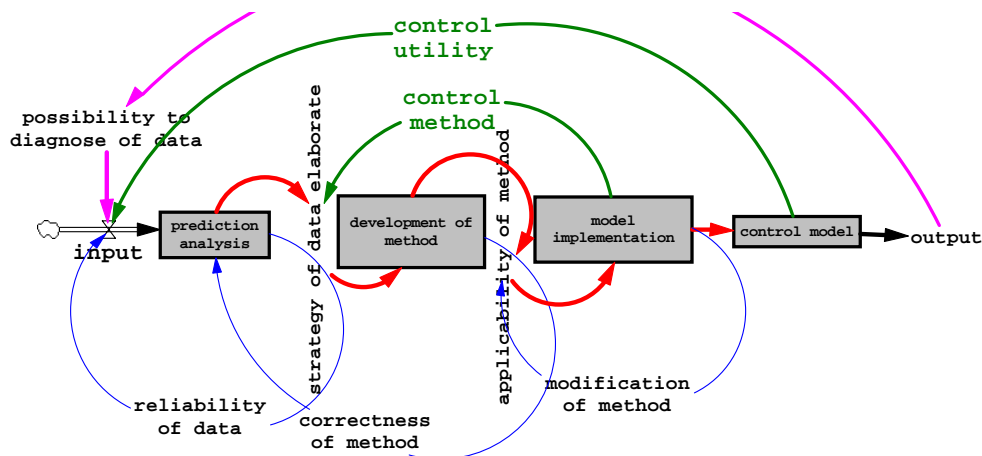 control
utility
possibility to
diagnose of data
control
method
strategy of data elaborate
applicability of method
prediction
analysis
development of
method
model
implementation
control model
output
input
reliability
of data
correctness
of method
modification
of method